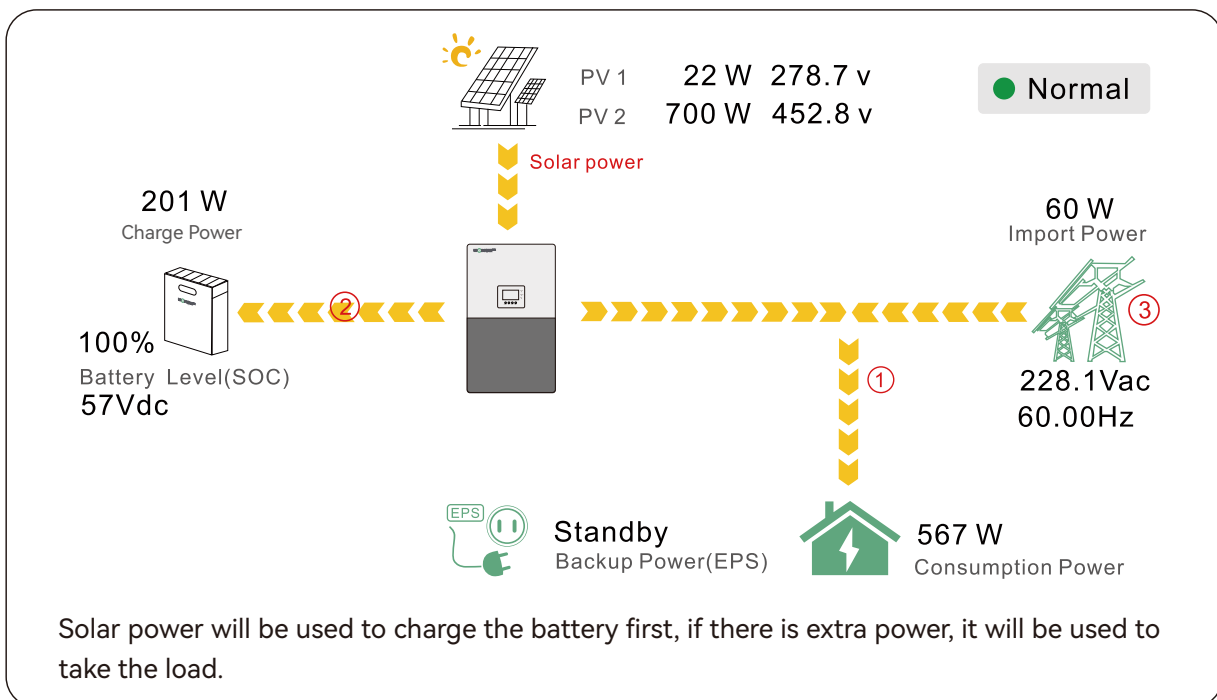 PV 1 22 W 278.7 v
PV 2 700 W 452.8 v
Normal
Solar power
201 W
Charge Power
60 W
Import Power
2
3
100%
Battery Level(SOC)
57Vdc
1
228.1Vac
60.00Hz
EPS
Standby
Backup Power(EPS)
567 W
Consumption Power
Solar power will be used to charge the battery first, if there is extra power, it will be used to
take the load.